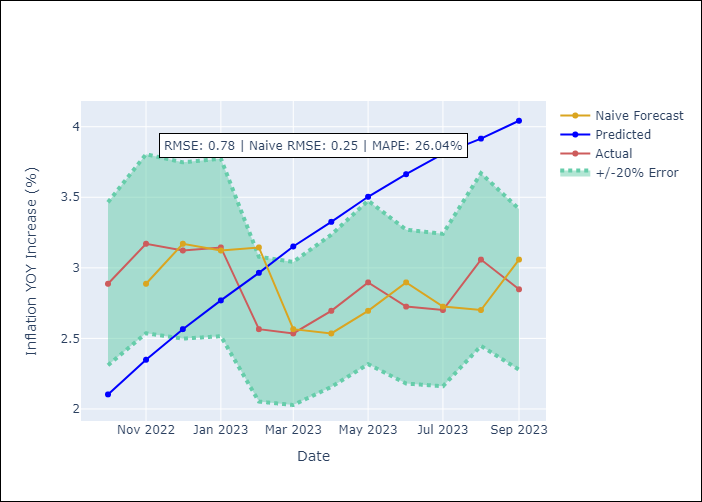 RMSE: 0.78 | Naive RMSE: 0.25 | MAPE: 26.04%
Naive Forecast
Predicted
Actual
+/-20% Error
Inflation YOY Increase (%)
4
3.5
3
2.5
2
Nov 2022
Jan 2023
Mar 2023
May 2023
Jul 2023
Sep 2023
Date